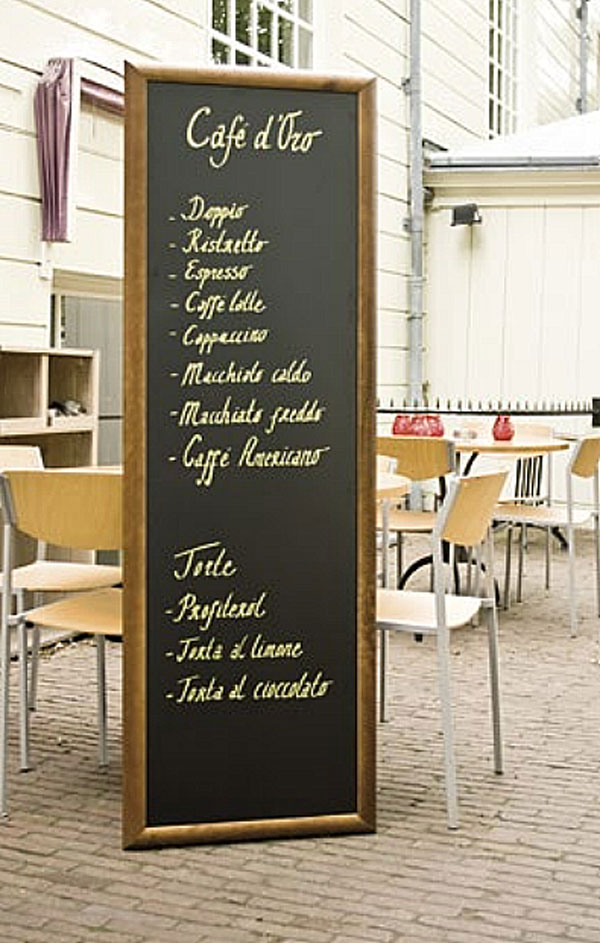 Café d'Oro
- Doppio
- Ristretto
- Espresso
- Caffe latte
- Cappuccino
- Macchiato caldo
- Macchiato freddo
- Caffé Americano
Torte
- Profiterol
- Torta al limone
- Torta al cioccolato